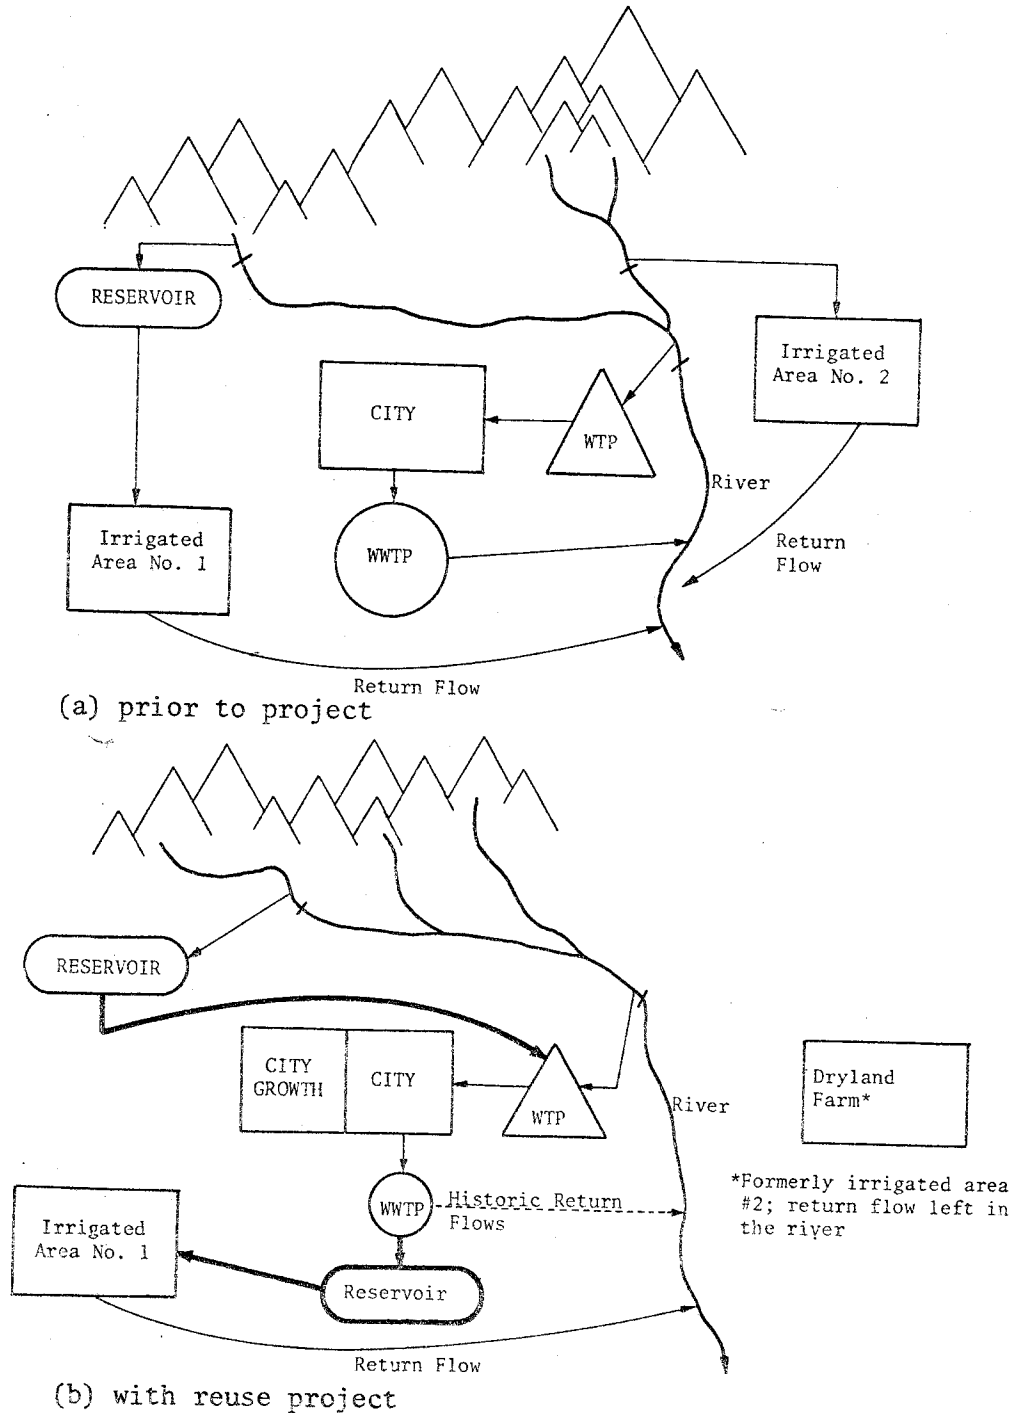 RESERVOIR
Irrigated
Area No. 2
CITY
WTP
River
Irrigated
Area No. 1
WWTP
Return
Flow
Return Flow
(a) prior to project
RESERVOIR
CITY
GROWTH
CITY
WTP
River
Dryland
Farm*
*Formerly irrigated area
#2; return flow left in
the river
Irrigated
Area No. 1
WWTP
Historic Return
Flows
Reservoir
Return Flow
(b) with reuse project